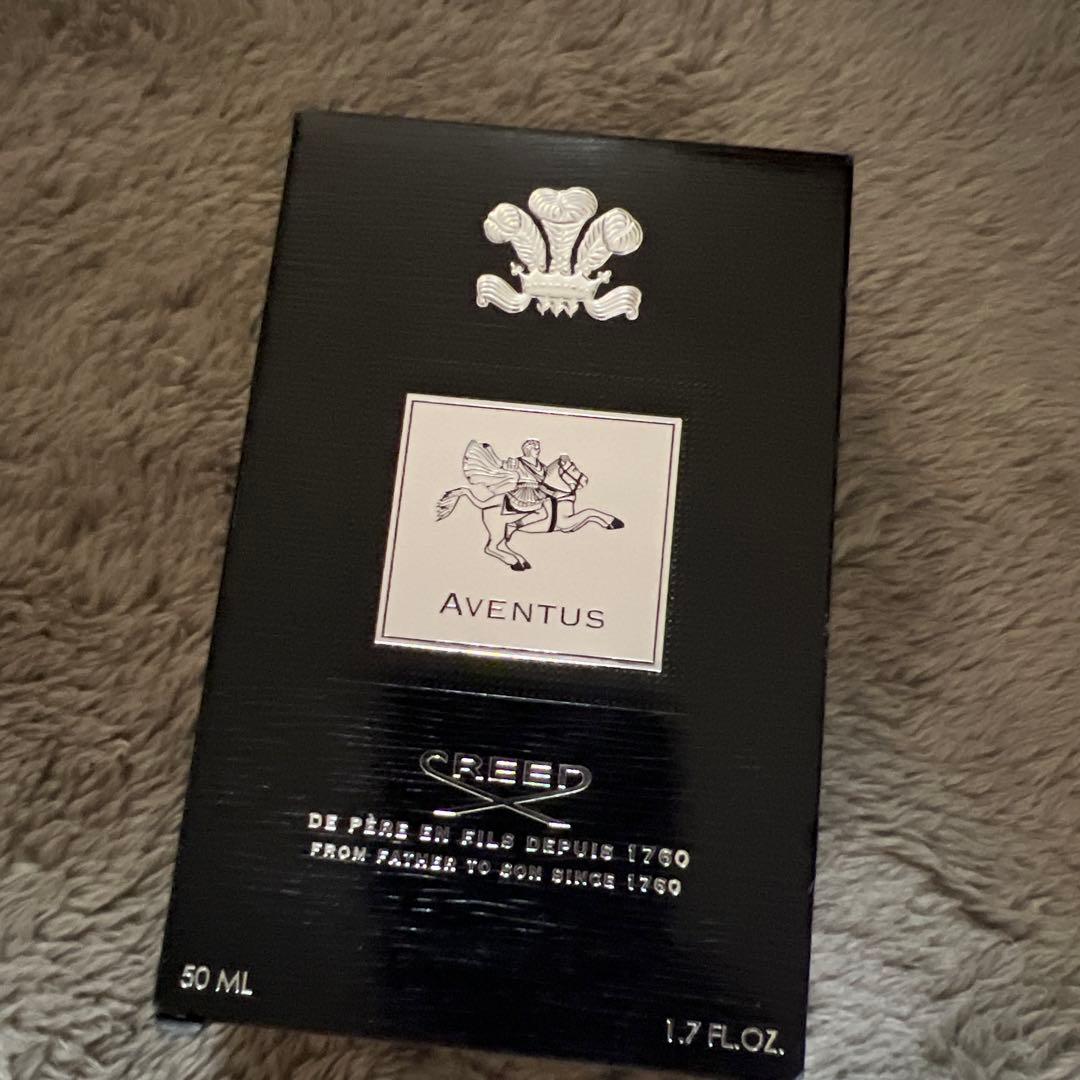 AVENTUS
CREED
DE PÈRE EN FILS DEPUIS 1760
FROM FATHER TO SON SINCE 1760
50 ML
1.7 FL.OZ.